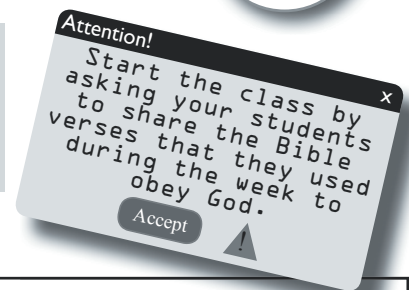 Attention!
x
Start the class by
asking your students
to share the Bible
verses that they used
during the week to
obey God.
Accept
!